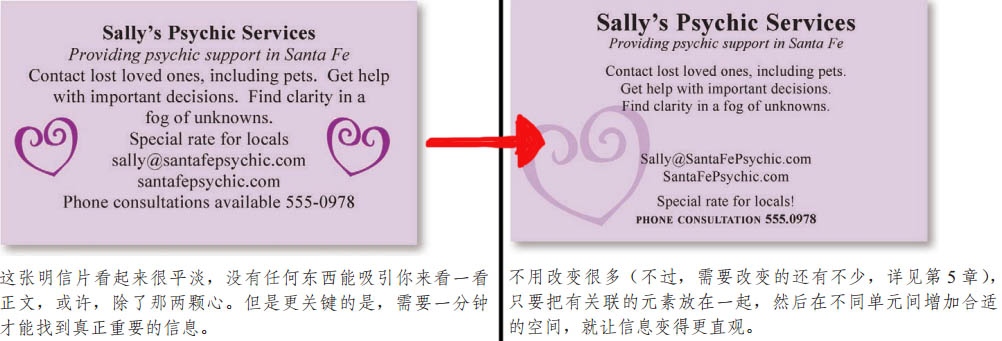 Sally's Psychic Services
Providing psychic support in Santa Fe
Contact lost loved ones, including pets.  Get help
with important decisions.  Find clarity in a
fog of unknowns.
Special rate for locals
sally@santafepsychic.com
santafepsychic.com
Phone consultations available 555-0978
这张明信片看起来很平淡，没有任何东西能吸引你来看一看
正文，或许，除了那两颗心。但是更关键的是，需要一分钟
才能找到真正重要的信息。
Sally's Psychic Services
Providing psychic support in Santa Fe
Contact lost loved ones, including pets.
Get help with important decisions.
Find clarity in a fog of unknowns.
Sally@SantaFePsychic.com
SantaFePsychic.com
Special rate for locals!
PHONE CONSULTATION 555.0978
不用改变很多（不过，需要改变的还有不少，详见第 5 章），
只要把有关联的元素放在一起，然后在不同单元间增加合适
的空间，就让信息变得更直观。